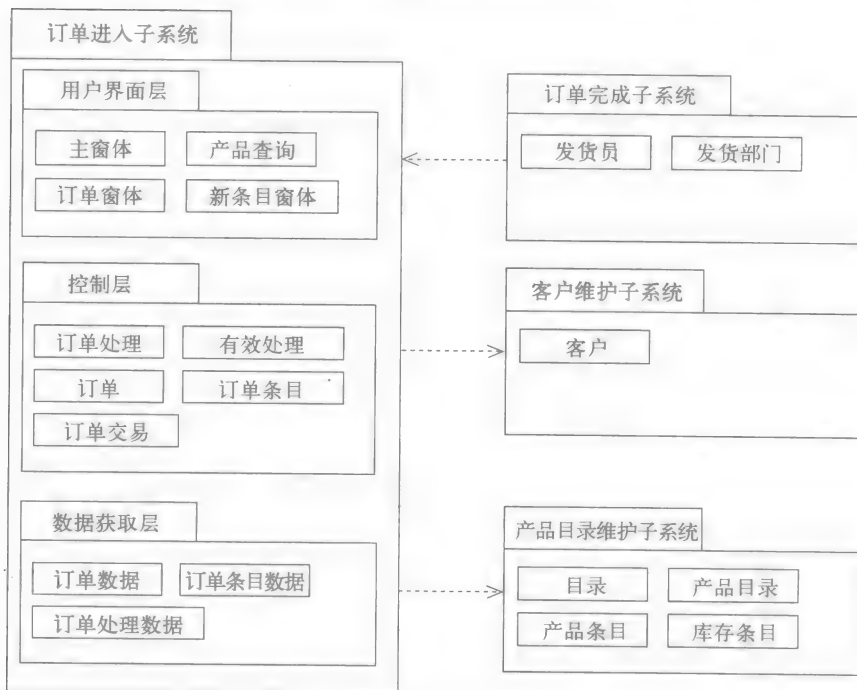 订单进入子系统
用户界面层
主窗体 产品查询
订单窗体 新条目窗体
控制层
订单处理 有效处理
订单 订单条目
订单交易
数据获取层
订单数据 订单条目数据
订单处理数据
订单完成子系统
发货员 发货部门
客户维护子系统
客户
产品目录维护子系统
目录 产品目录
产品条目 库存条目